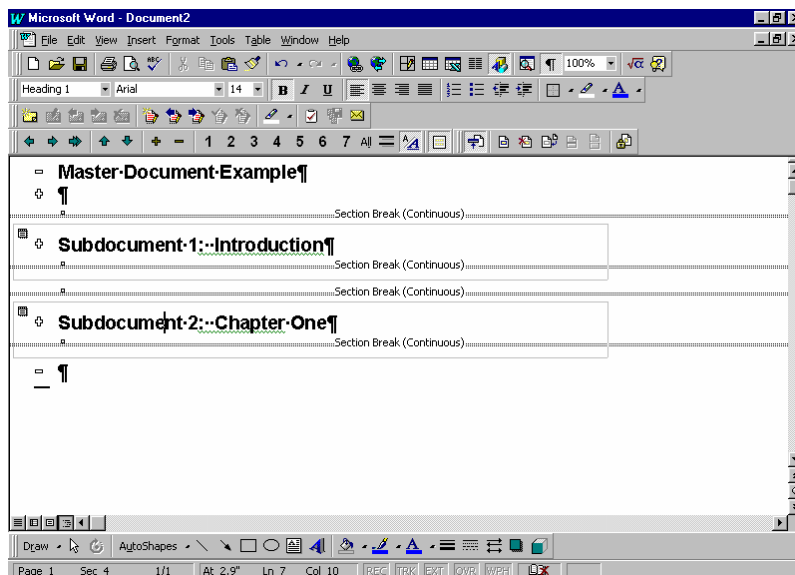 Microsoft Word - Document2
File Edit View Insert Format Tools Table Window Help
100%
Heading 1 Arial 14 B I U
1 2 3 4 5 6 7 All
Master·Document·Example¶
¶
Section Break (Continuous)
Subdocument·1:··Introduction¶
Section Break (Continuous)
Section Break (Continuous)
Subdocument·2:··Chapter·One¶
Section Break (Continuous)
¶
Draw AutoShapes
Page 1 Sec 4 1/1 At 2.9" Ln 7 Col 10 REC TRK EXT OVR WPH